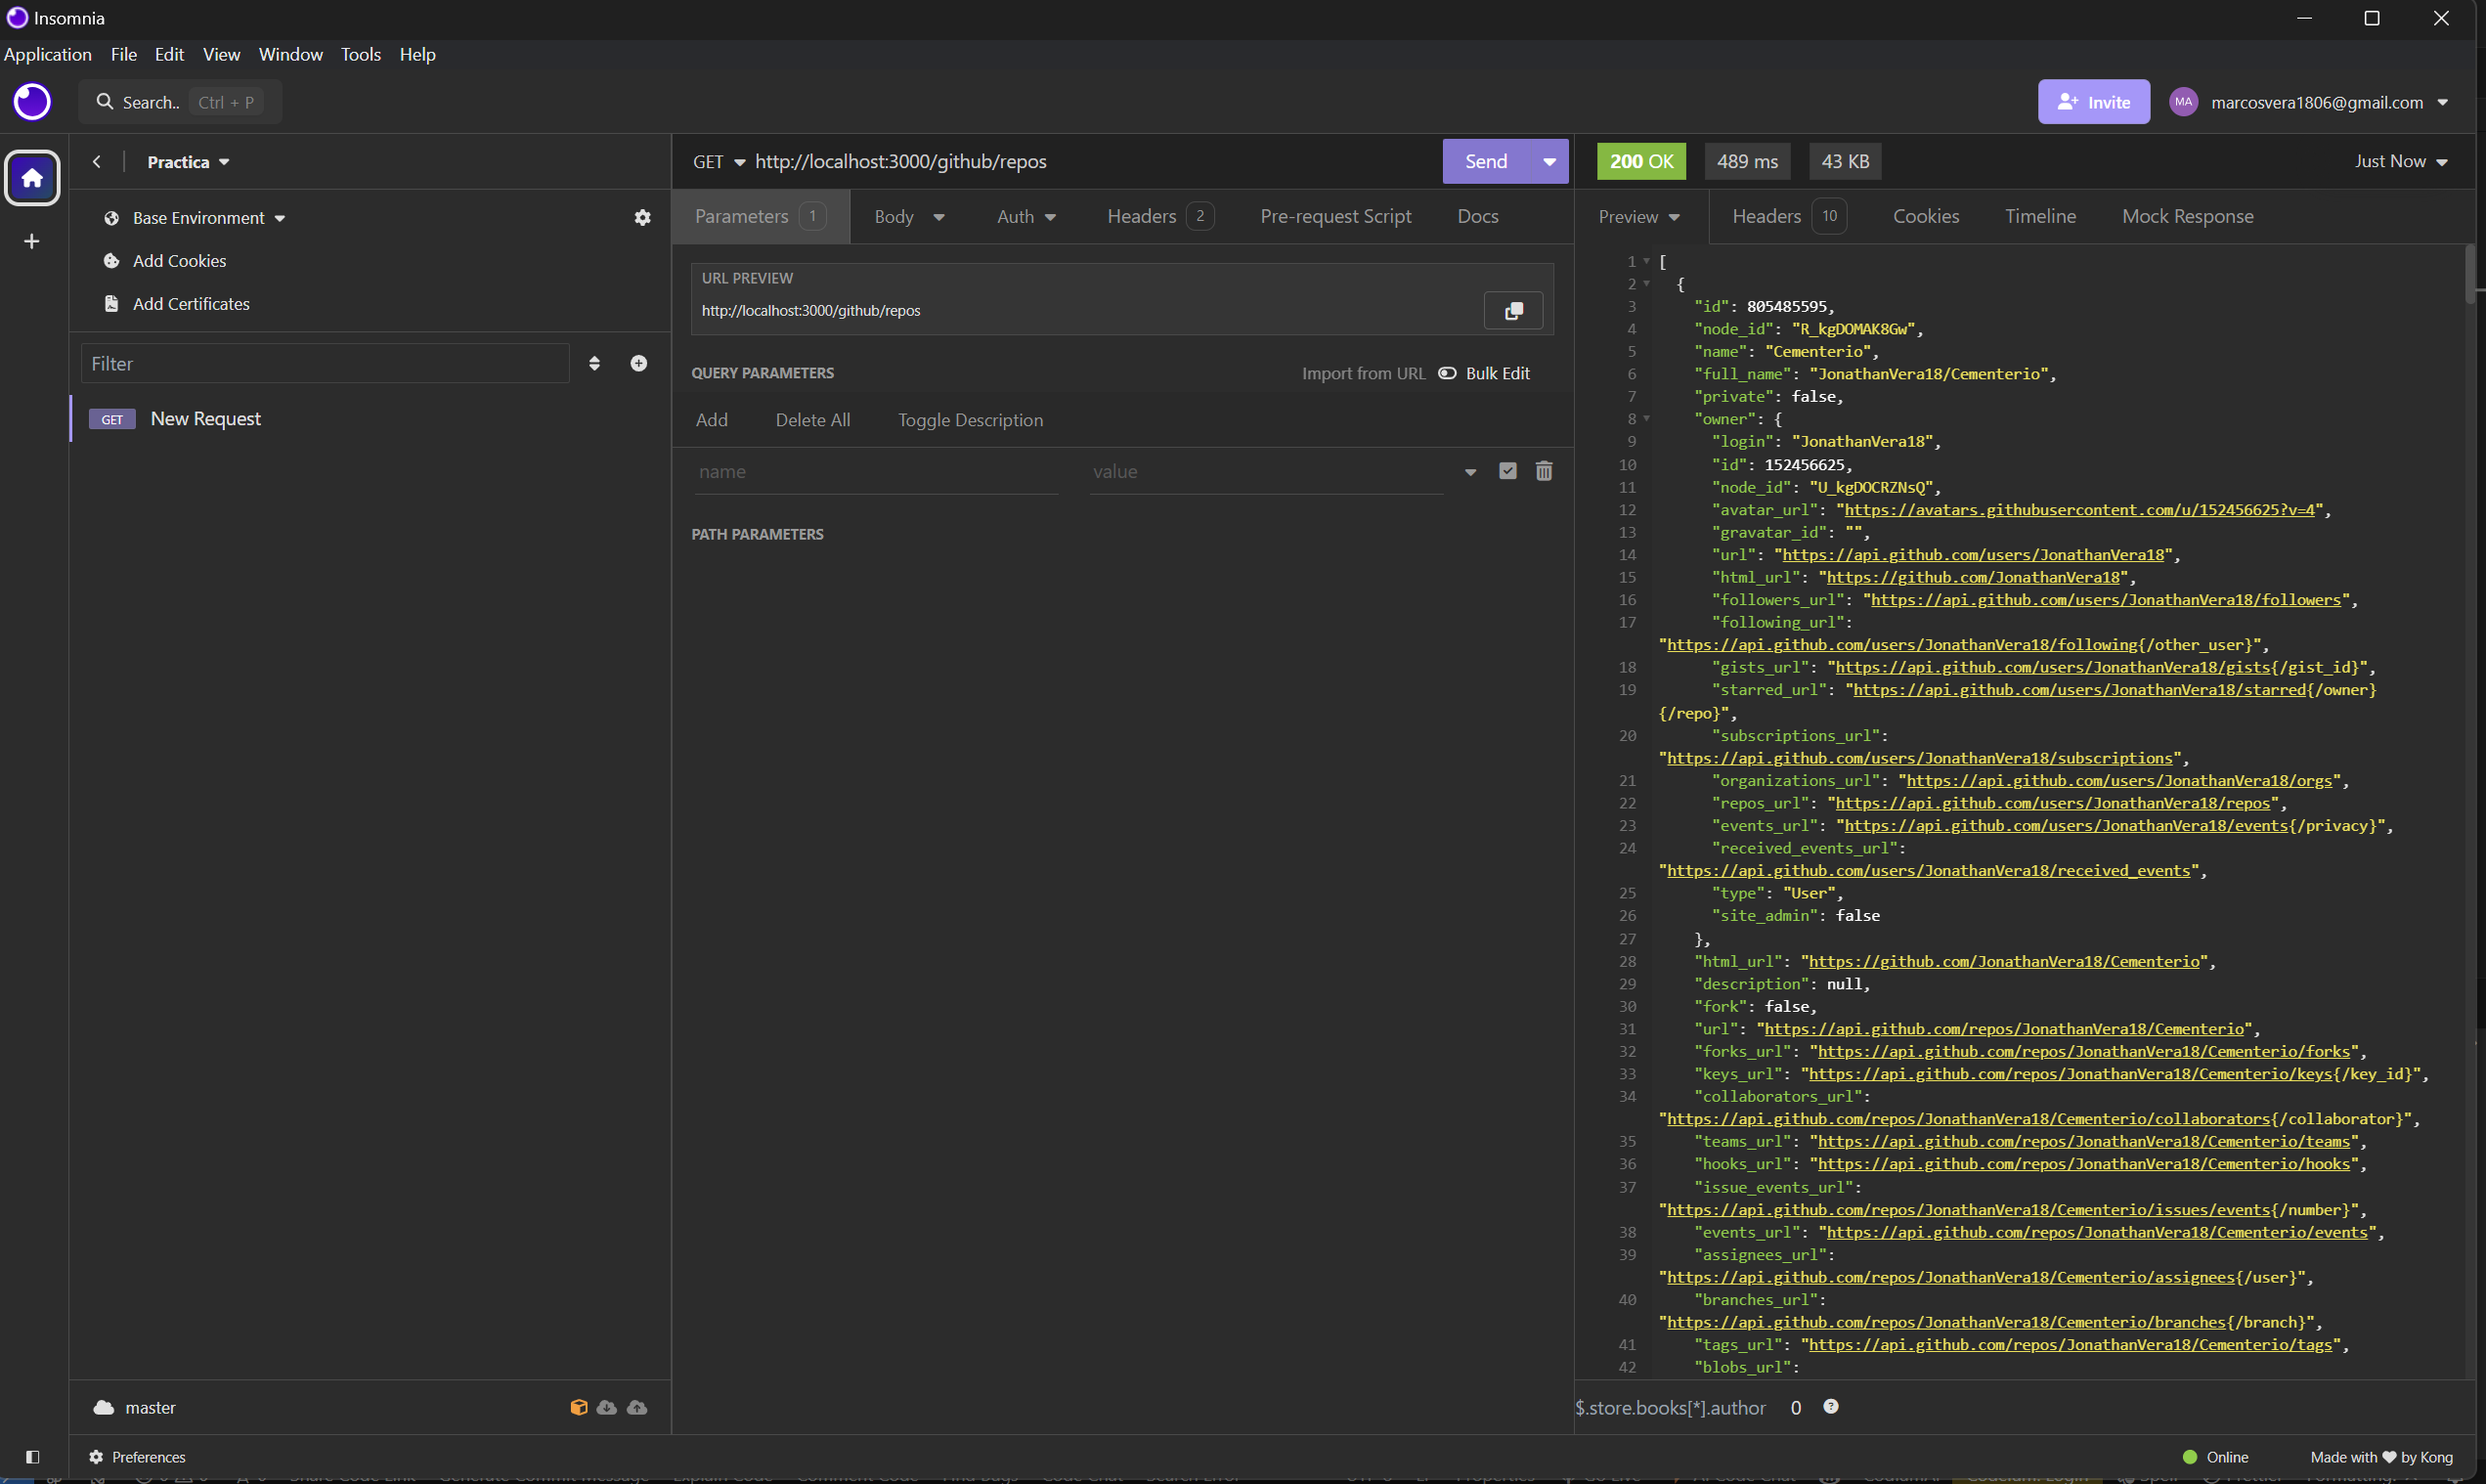 Insomnia
Application File Edit View Window Tools Help
Search.. Ctrl + P
Invite
MA
marcosvera1806@gmail.com
Practica
Base Environment
Add Cookies
Add Certificates
Filter
GET New Request
master
Preferences
GET http://localhost:3000/github/repos
Send
Parameters 1 Body Auth Headers 2 Pre-request Script Docs
URL PREVIEW
http://localhost:3000/github/repos
QUERY PARAMETERS
Import from URL Bulk Edit
Add Delete All Toggle Description
name value
PATH PARAMETERS
200 OK 489 ms 43 KB Just Now
Preview Headers 10 Cookies Timeline Mock Response
1 [
2 {
3 "id": 805485595,
4 "node_id": "R_kgDOMAK8Gw",
5 "name": "Cementerio",
6 "full_name": "JonathanVera18/Cementerio",
7 "private": false,
8 "owner": {
9 "login": "JonathanVera18",
10 "id": 152456625,
11 "node_id": "U_kgDOCRZNsQ",
12 "avatar_url": "https://avatars.githubusercontent.com/u/152456625?v=4",
13 "gravatar_id": "",
14 "url": "https://api.github.com/users/JonathanVera18",
15 "html_url": "https://github.com/JonathanVera18",
16 "followers_url": "https://api.github.com/users/JonathanVera18/followers",
17 "following_url":
"https://api.github.com/users/JonathanVera18/following{/other_user}",
18 "gists_url": "https://api.github.com/users/JonathanVera18/gists{/gist_id}",
19 "starred_url": "https://api.github.com/users/JonathanVera18/starred{/owner}
{/repo}",
20 "subscriptions_url":
"https://api.github.com/users/JonathanVera18/subscriptions",
21 "organizations_url": "https://api.github.com/users/JonathanVera18/orgs",
22 "repos_url": "https://api.github.com/users/JonathanVera18/repos",
23 "events_url": "https://api.github.com/users/JonathanVera18/events{/privacy}",
24 "received_events_url":
"https://api.github.com/users/JonathanVera18/received_events",
25 "type": "User",
26 "site_admin": false
27 },
28 "html_url": "https://github.com/JonathanVera18/Cementerio",
29 "description": null,
30 "fork": false,
31 "url": "https://api.github.com/repos/JonathanVera18/Cementerio",
32 "forks_url": "https://api.github.com/repos/JonathanVera18/Cementerio/forks",
33 "keys_url": "https://api.github.com/repos/JonathanVera18/Cementerio/keys{/key_id}",
34 "collaborators_url":
"https://api.github.com/repos/JonathanVera18/Cementerio/collaborators{/collaborator}",
35 "teams_url": "https://api.github.com/repos/JonathanVera18/Cementerio/teams",
36 "hooks_url": "https://api.github.com/repos/JonathanVera18/Cementerio/hooks",
37 "issue_events_url":
"https://api.github.com/repos/JonathanVera18/Cementerio/issues/events{/number}",
38 "events_url": "https://api.github.com/repos/JonathanVera18/Cementerio/events",
39 "assignees_url":
"https://api.github.com/repos/JonathanVera18/Cementerio/assignees{/user}",
40 "branches_url":
"https://api.github.com/repos/JonathanVera18/Cementerio/branches{/branch}",
41 "tags_url": "https://api.github.com/repos/JonathanVera18/Cementerio/tags",
42 "blobs_url":
$.store.books[*].author 0 ?
Online Made with ❤ by Kong